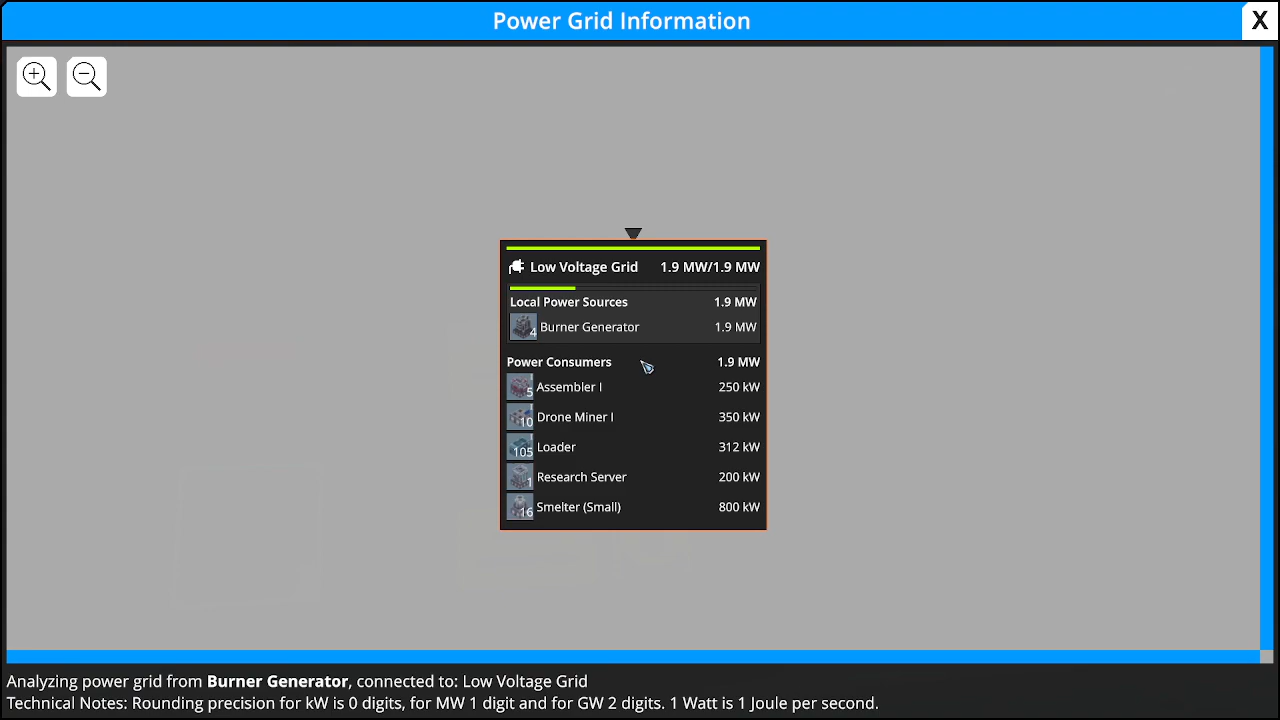 Power Grid Information
X
Low Voltage Grid 1.9 MW/1.9 MW
Local Power Sources 1.9 MW
4 Burner Generator 1.9 MW
Power Consumers 1.9 MW
5 Assembler I 250 kW
10 Drone Miner I 350 kW
105 Loader 312 kW
1 Research Server 200 kW
16 Smelter (Small) 800 kW
Analyzing power grid from Burner Generator, connected to: Low Voltage Grid
Technical Notes: Rounding precision for kW is 0 digits, for MW 1 digit and for GW 2 digits. 1 Watt is 1 Joule per second.